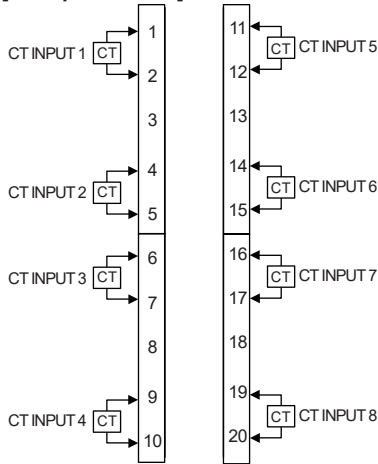 CT INPUT 1
CT
1
2
3
CT INPUT 2
CT
4
5
CT INPUT 3
CT
6
7
8
CT INPUT 4
CT
9
10
11
12
CT
CT INPUT 5
13
14
15
CT
CT INPUT 6
16
17
CT
CT INPUT 7
18
19
20
CT
CT INPUT 8